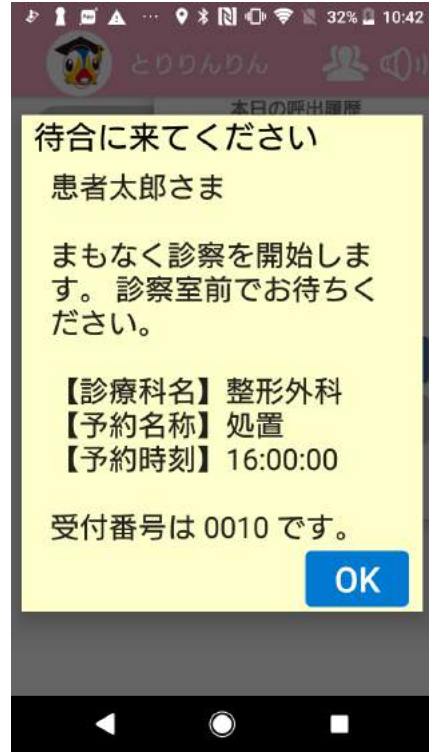 32% 10:42
とりりんりん
本日の呼出履歴
待合に来てください
患者太郎さま
まもなく診察を開始しま
す。 診察室前でお待ちく
ださい。
【診療科名】整形外科
【予約名称】処置
【予約時刻】16:00:00
受付番号は 0010 です。
OK